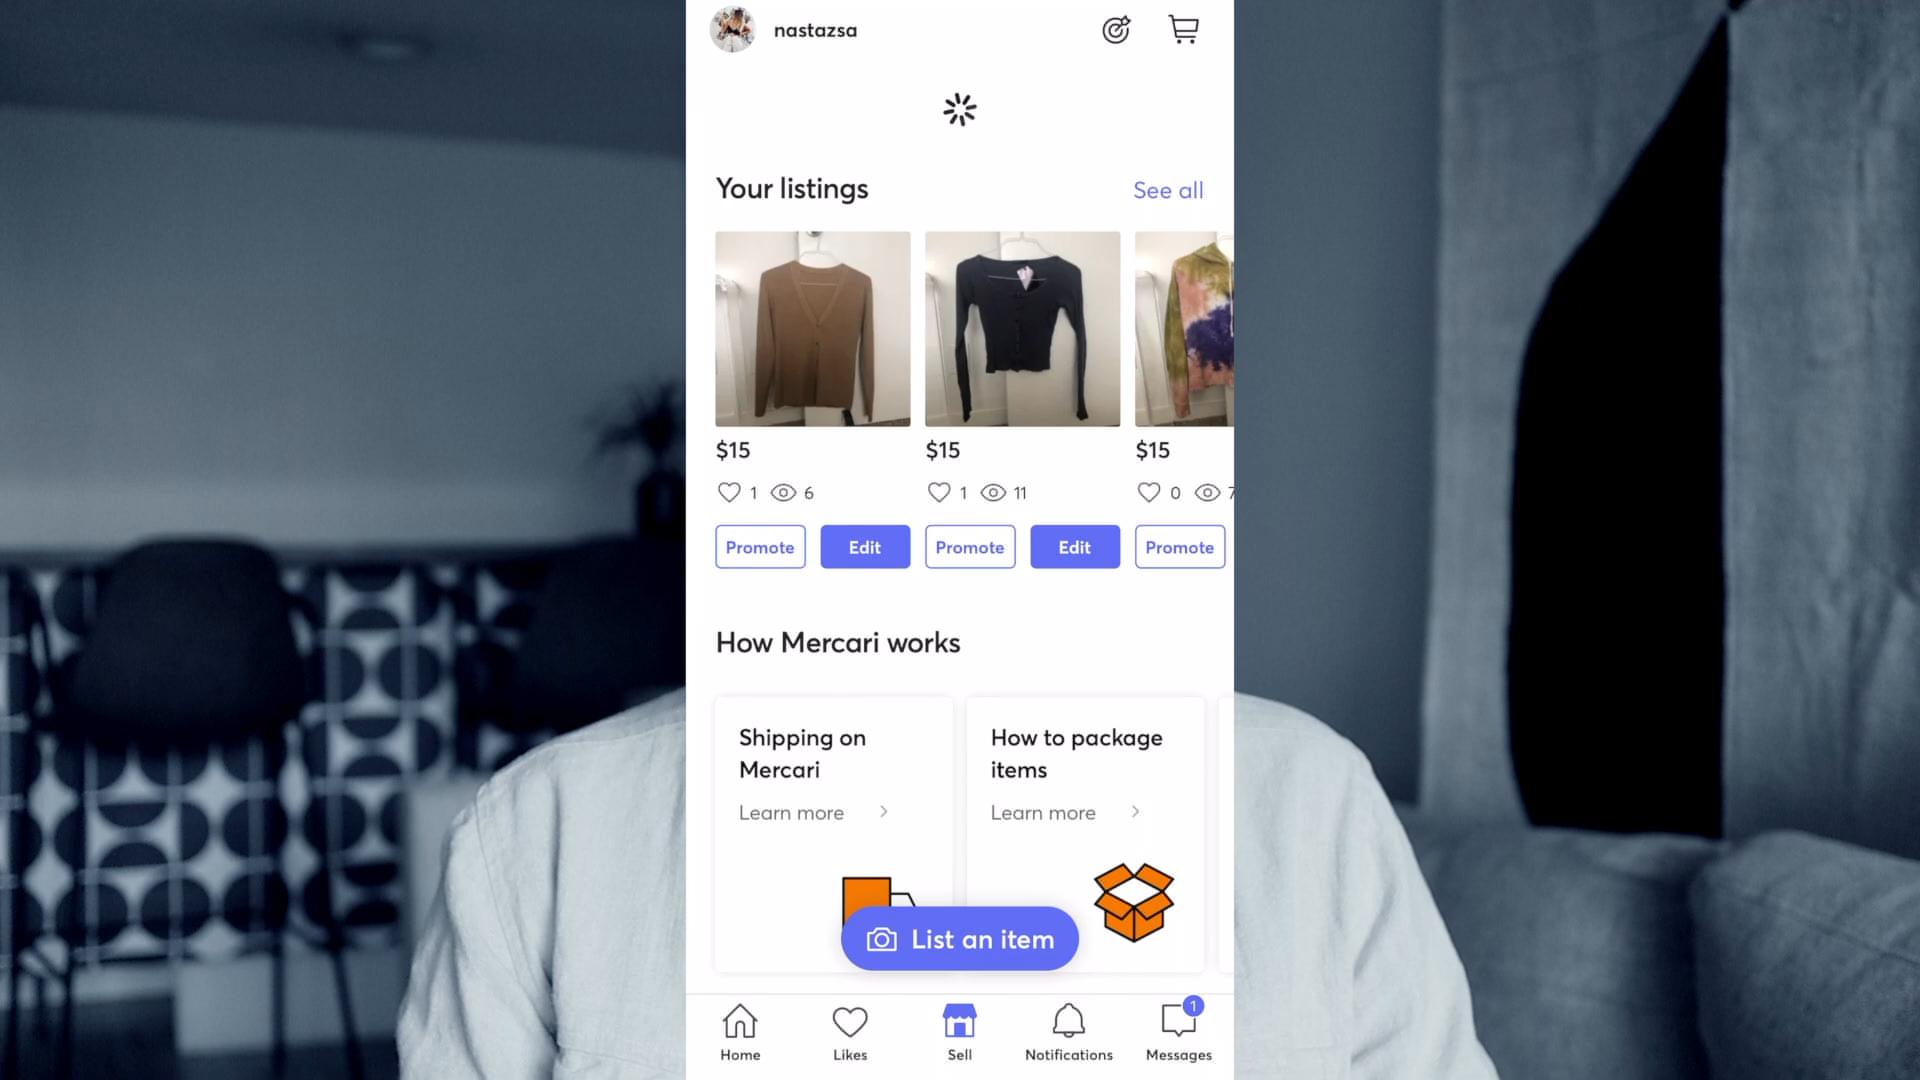 nastazsa
Your listings
See all
$15
$15
$15
1
6
1
11
0
7
Promote
Edit
Promote
Edit
Promote
How Mercari works
Shipping on
Mercari
Learn more
How to package
items
Learn more
List an item
1
Home
Likes
Sell
Notifications
Messages